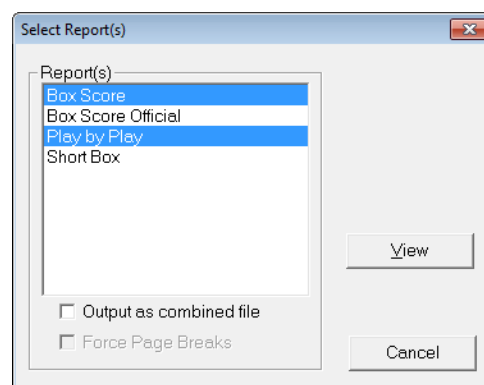 Select Report(s)
Report(s)
Box Score
Box Score Official
Play by Play
Short Box
View
Output as combined file
Force Page Breaks
Cancel